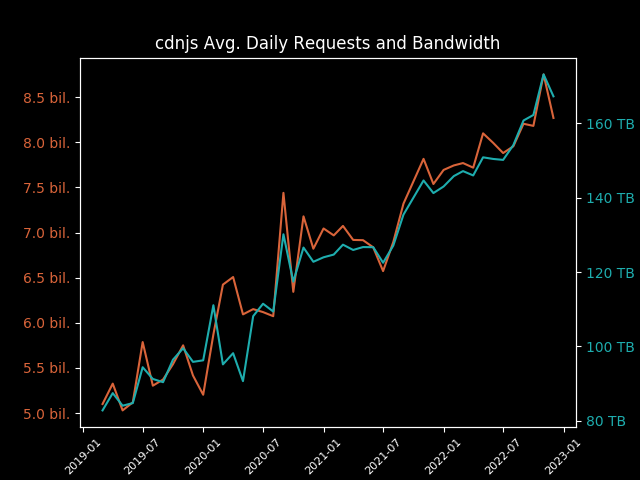 cdnjs Avg. Daily Requests and Bandwidth
8.5 bil.
8.0 bil.
7.5 bil.
7.0 bil.
6.5 bil.
6.0 bil.
5.5 bil.
5.0 bil.
160 TB
140 TB
120 TB
100 TB
80 TB
2019-01
2019-07
2020-01
2020-07
2021-01
2021-07
2022-01
2022-07
2023-01